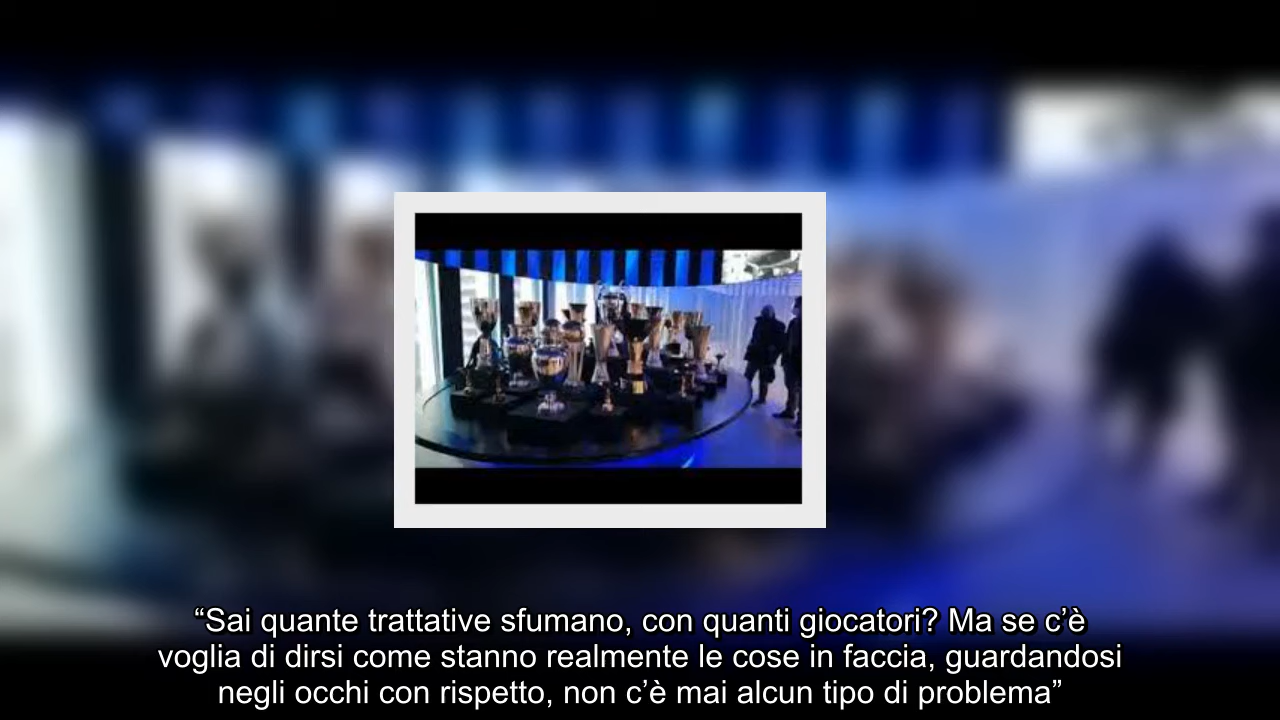 “Sai quante trattative sfumano, con quanti giocatori? Ma se c’è
voglia di dirsi come stanno realmente le cose in faccia, guardandosi
negli occhi con rispetto, non c’è mai alcun tipo di problema”